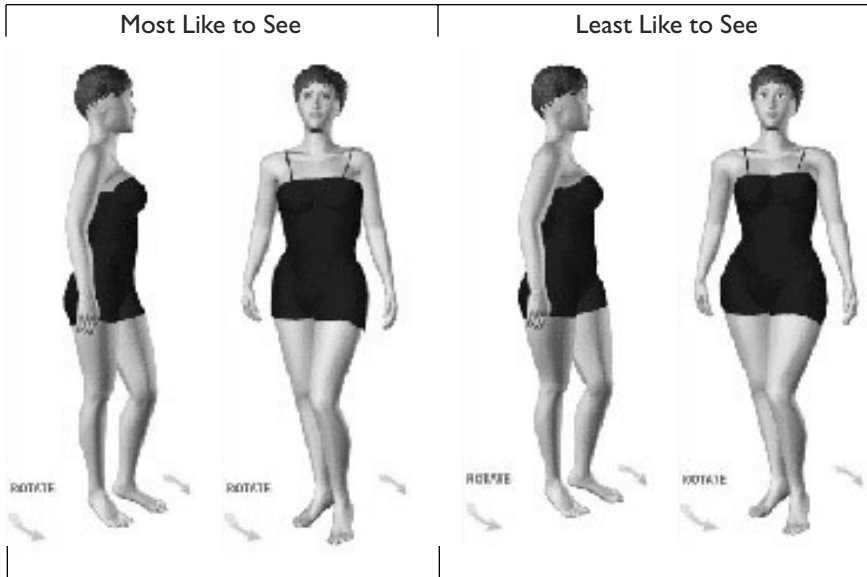 Most Like to See
Least Like to See
ROTATE
ROTATE
ROTATE
ROTATE